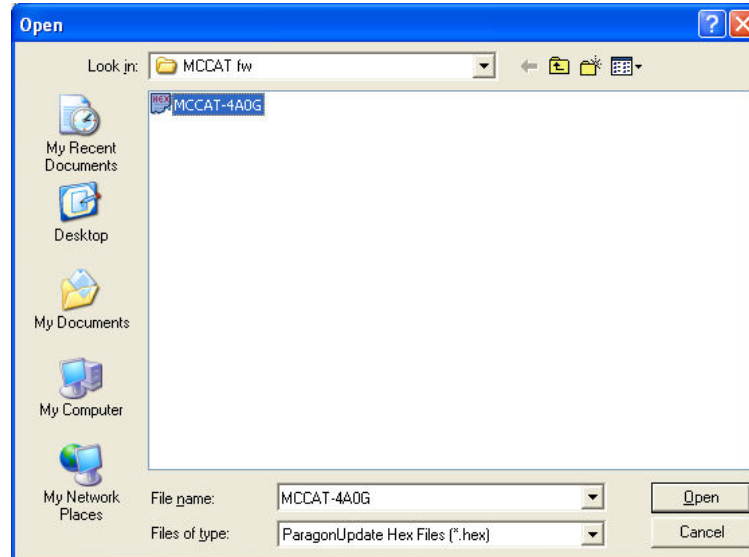 Open
Look in: MCCAT fw
HEX MCCAT-4A0G
My Recent
Documents
Desktop
My Documents
My Computer
My Network
Places
File name: MCCAT-4A0G Open
Files of type: ParagonUpdate Hex Files (*.hex) Cancel